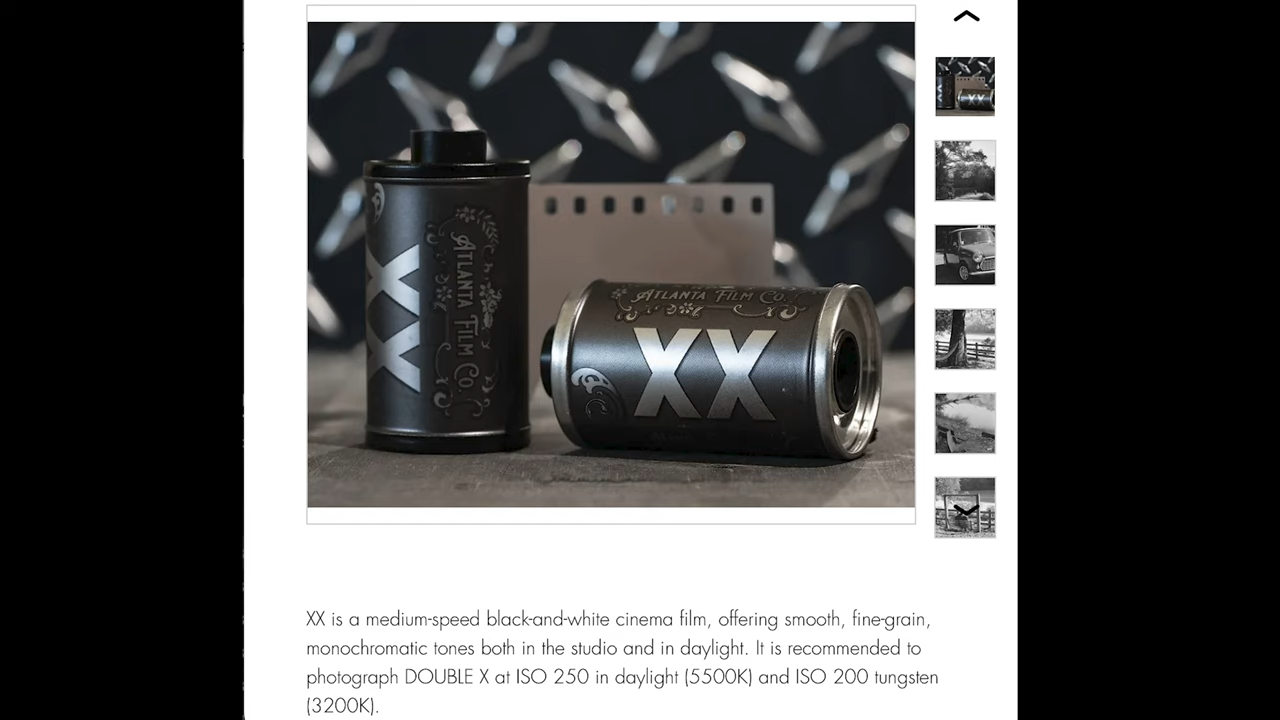 XX
ATLANTA FILM CO.
ATLANTA FILM CO.
XX
XX
XX is a medium-speed black-and-white cinema film, offering smooth, fine-grain,
monochromatic tones both in the studio and in daylight. It is recommended to
photograph DOUBLE X at ISO 250 in daylight (5500K) and ISO 200 tungsten
(3200K).